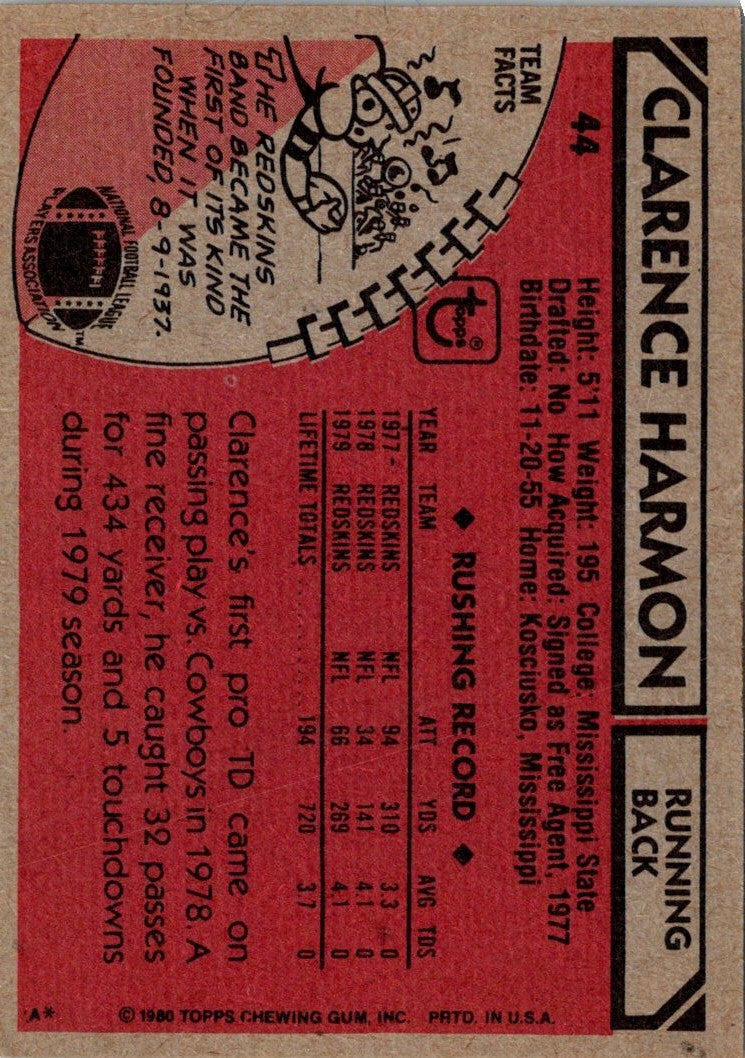 CLARENCE HARMON
RUNNING
BACK
44
Height: 5'11 Weight: 195 College: Mississippi State
Drafted: No How Acquired: Signed as Free Agent, 1977
Birthdate: 11-20-55 Home: Kosciusko, Mississippi
TEAM
FACTS
THE REDSKINS
BAND BECAME THE
FIRST OF ITS KIND
WHEN IT WAS
FOUNDED, 8-9-1937.
NATIONAL FOOTBALL LEAGUE
PLAYERS ASSOCIATION
TM
topps®
◆ RUSHING RECORD ◆
YEAR TEAM ATT YDS AVG TDS
1977 - REDSKINS NFL 94 310 3.3 0
1978 REDSKINS NFL 34 141 4.1 0
1979 REDSKINS NFL 66 269 4.1 0
LIFETIME TOTALS ........... 194 720 3.7 0
Clarence's first pro TD came on
passing play vs. Cowboys in 1978. A
fine receiver, he caught 32 passes
for 434 yards and 5 touchdowns
during 1979 season.
© 1980 TOPPS CHEWING GUM, INC. PRTD. IN U.S.A.
A*